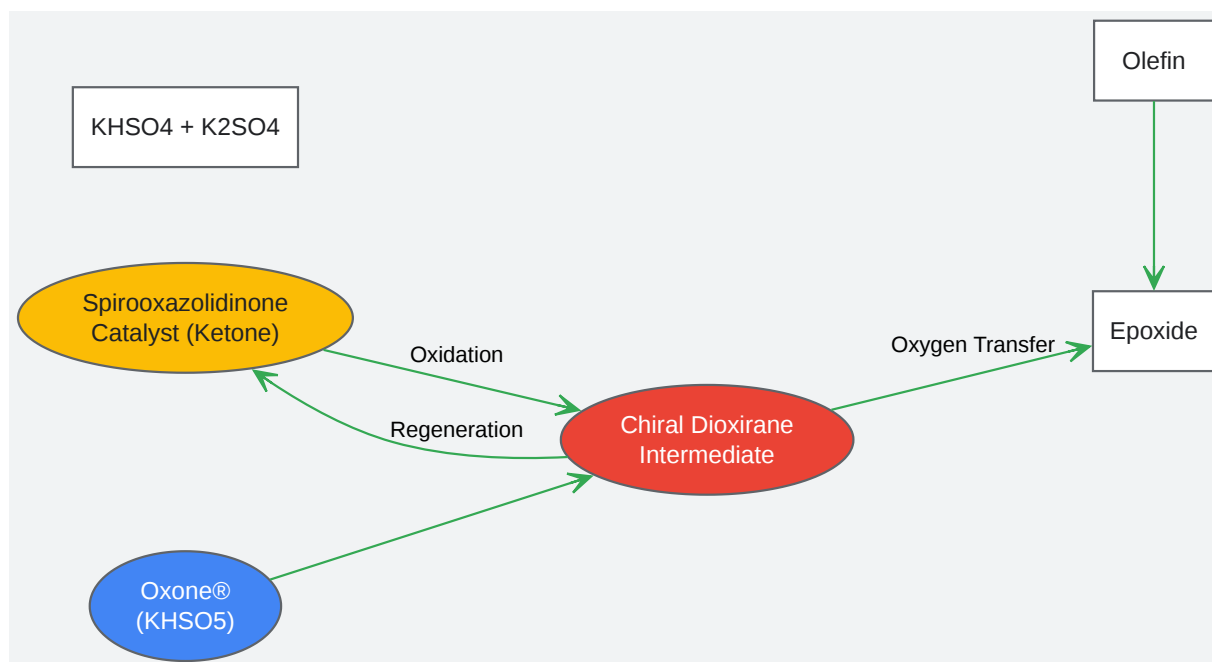 Olefin
KHSO4 + K2SO4
Spirooxazolidinone
Catalyst (Ketone)
Oxidation
Oxygen Transfer
Epoxide
Regeneration
Chiral Dioxirane
Intermediate
Oxone®
(KHSO5)